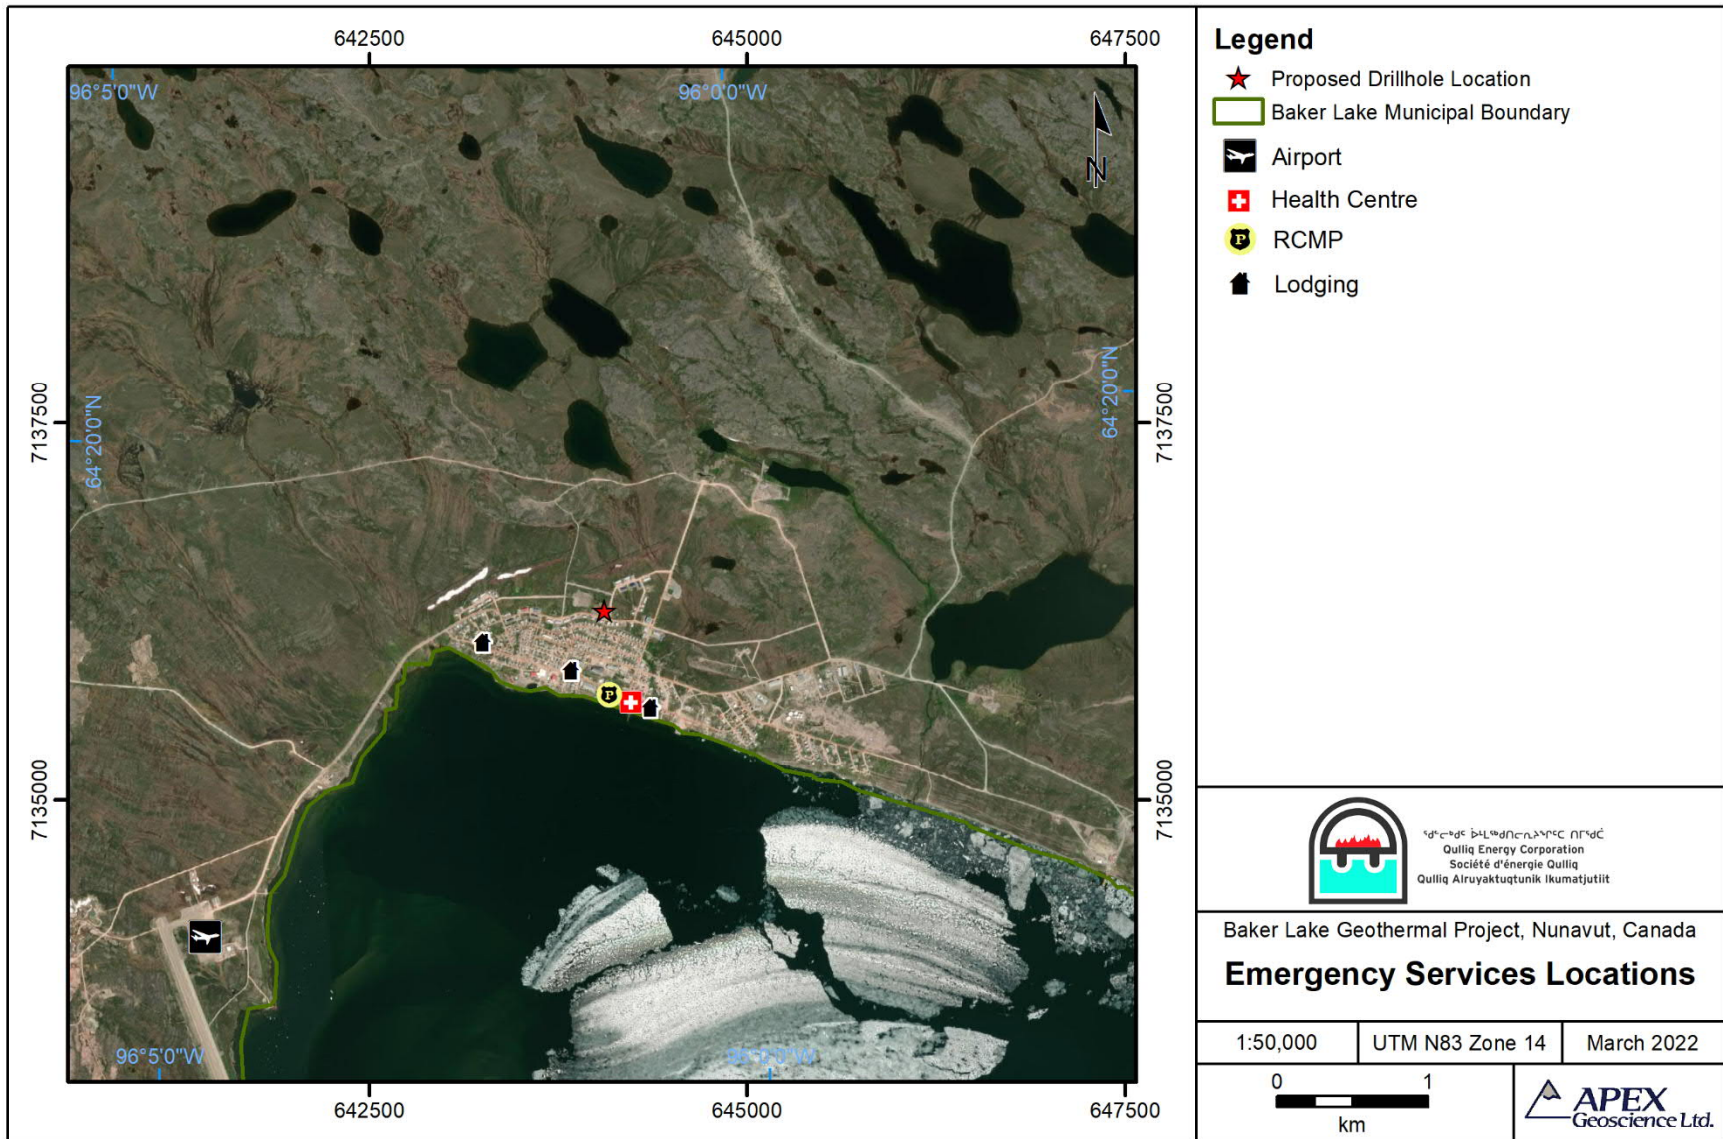 642500
645000
647500
96°5'0"W
96°0'0"W
N
7137500
7137500
64°20'0"N
64°20'0"N
P
7135000
7135000
96°5'0"W
96°0'0"W
642500
645000
647500
Legend
Proposed Drillhole Location
Baker Lake Municipal Boundary
Airport
Health Centre
P
RCMP
Lodging
Qulliq Energy Corporation
Société d'énergie Qulliq
Qulliq Alruyaktuqtunik Ikumatjutiit
Baker Lake Geothermal Project, Nunavut, Canada
Emergency Services Locations
1:50,000
UTM N83 Zone 14
March 2022
0 1
km
APEX
Geoscience Ltd.